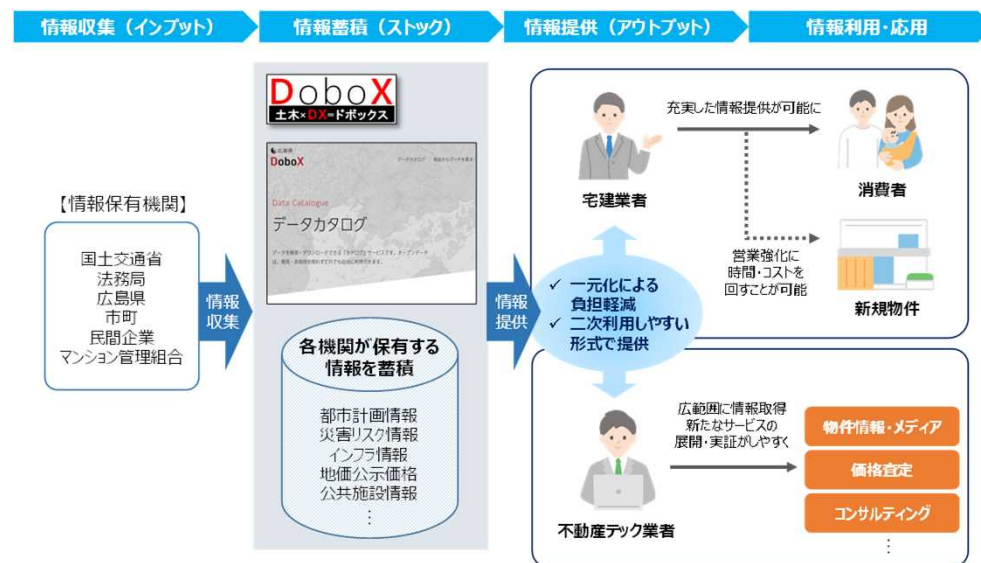 情報収集（インプット）
情報蓄積（ストック）
情報提供（アウトプット）
情報利用・応用
【情報保有機関】
国土交通省
法務局
広島県
市町
民間企業
マンション管理組合
情報
収集
DoboX
土木×DX=ドボックス
広島県
DoboX
データカタログ
Data Catalogue
データカタログ
各機関が保有する
情報を蓄積
都市計画情報
災害リスク情報
インフラ情報
地価公示価格
公共施設情報
⋮
情報
提供
✓ 一元化による
負担軽減
✓ 二次利用しやすい
形式で提供
宅建業者
充実した情報提供が可能に
消費者
営業強化に
時間・コストを
回すことが可能
新規物件
不動産テック業者
広範囲に情報取得
新たなサービスの
展開・実証がしやすく
物件情報・メディア
価格査定
コンサルティング
⋮